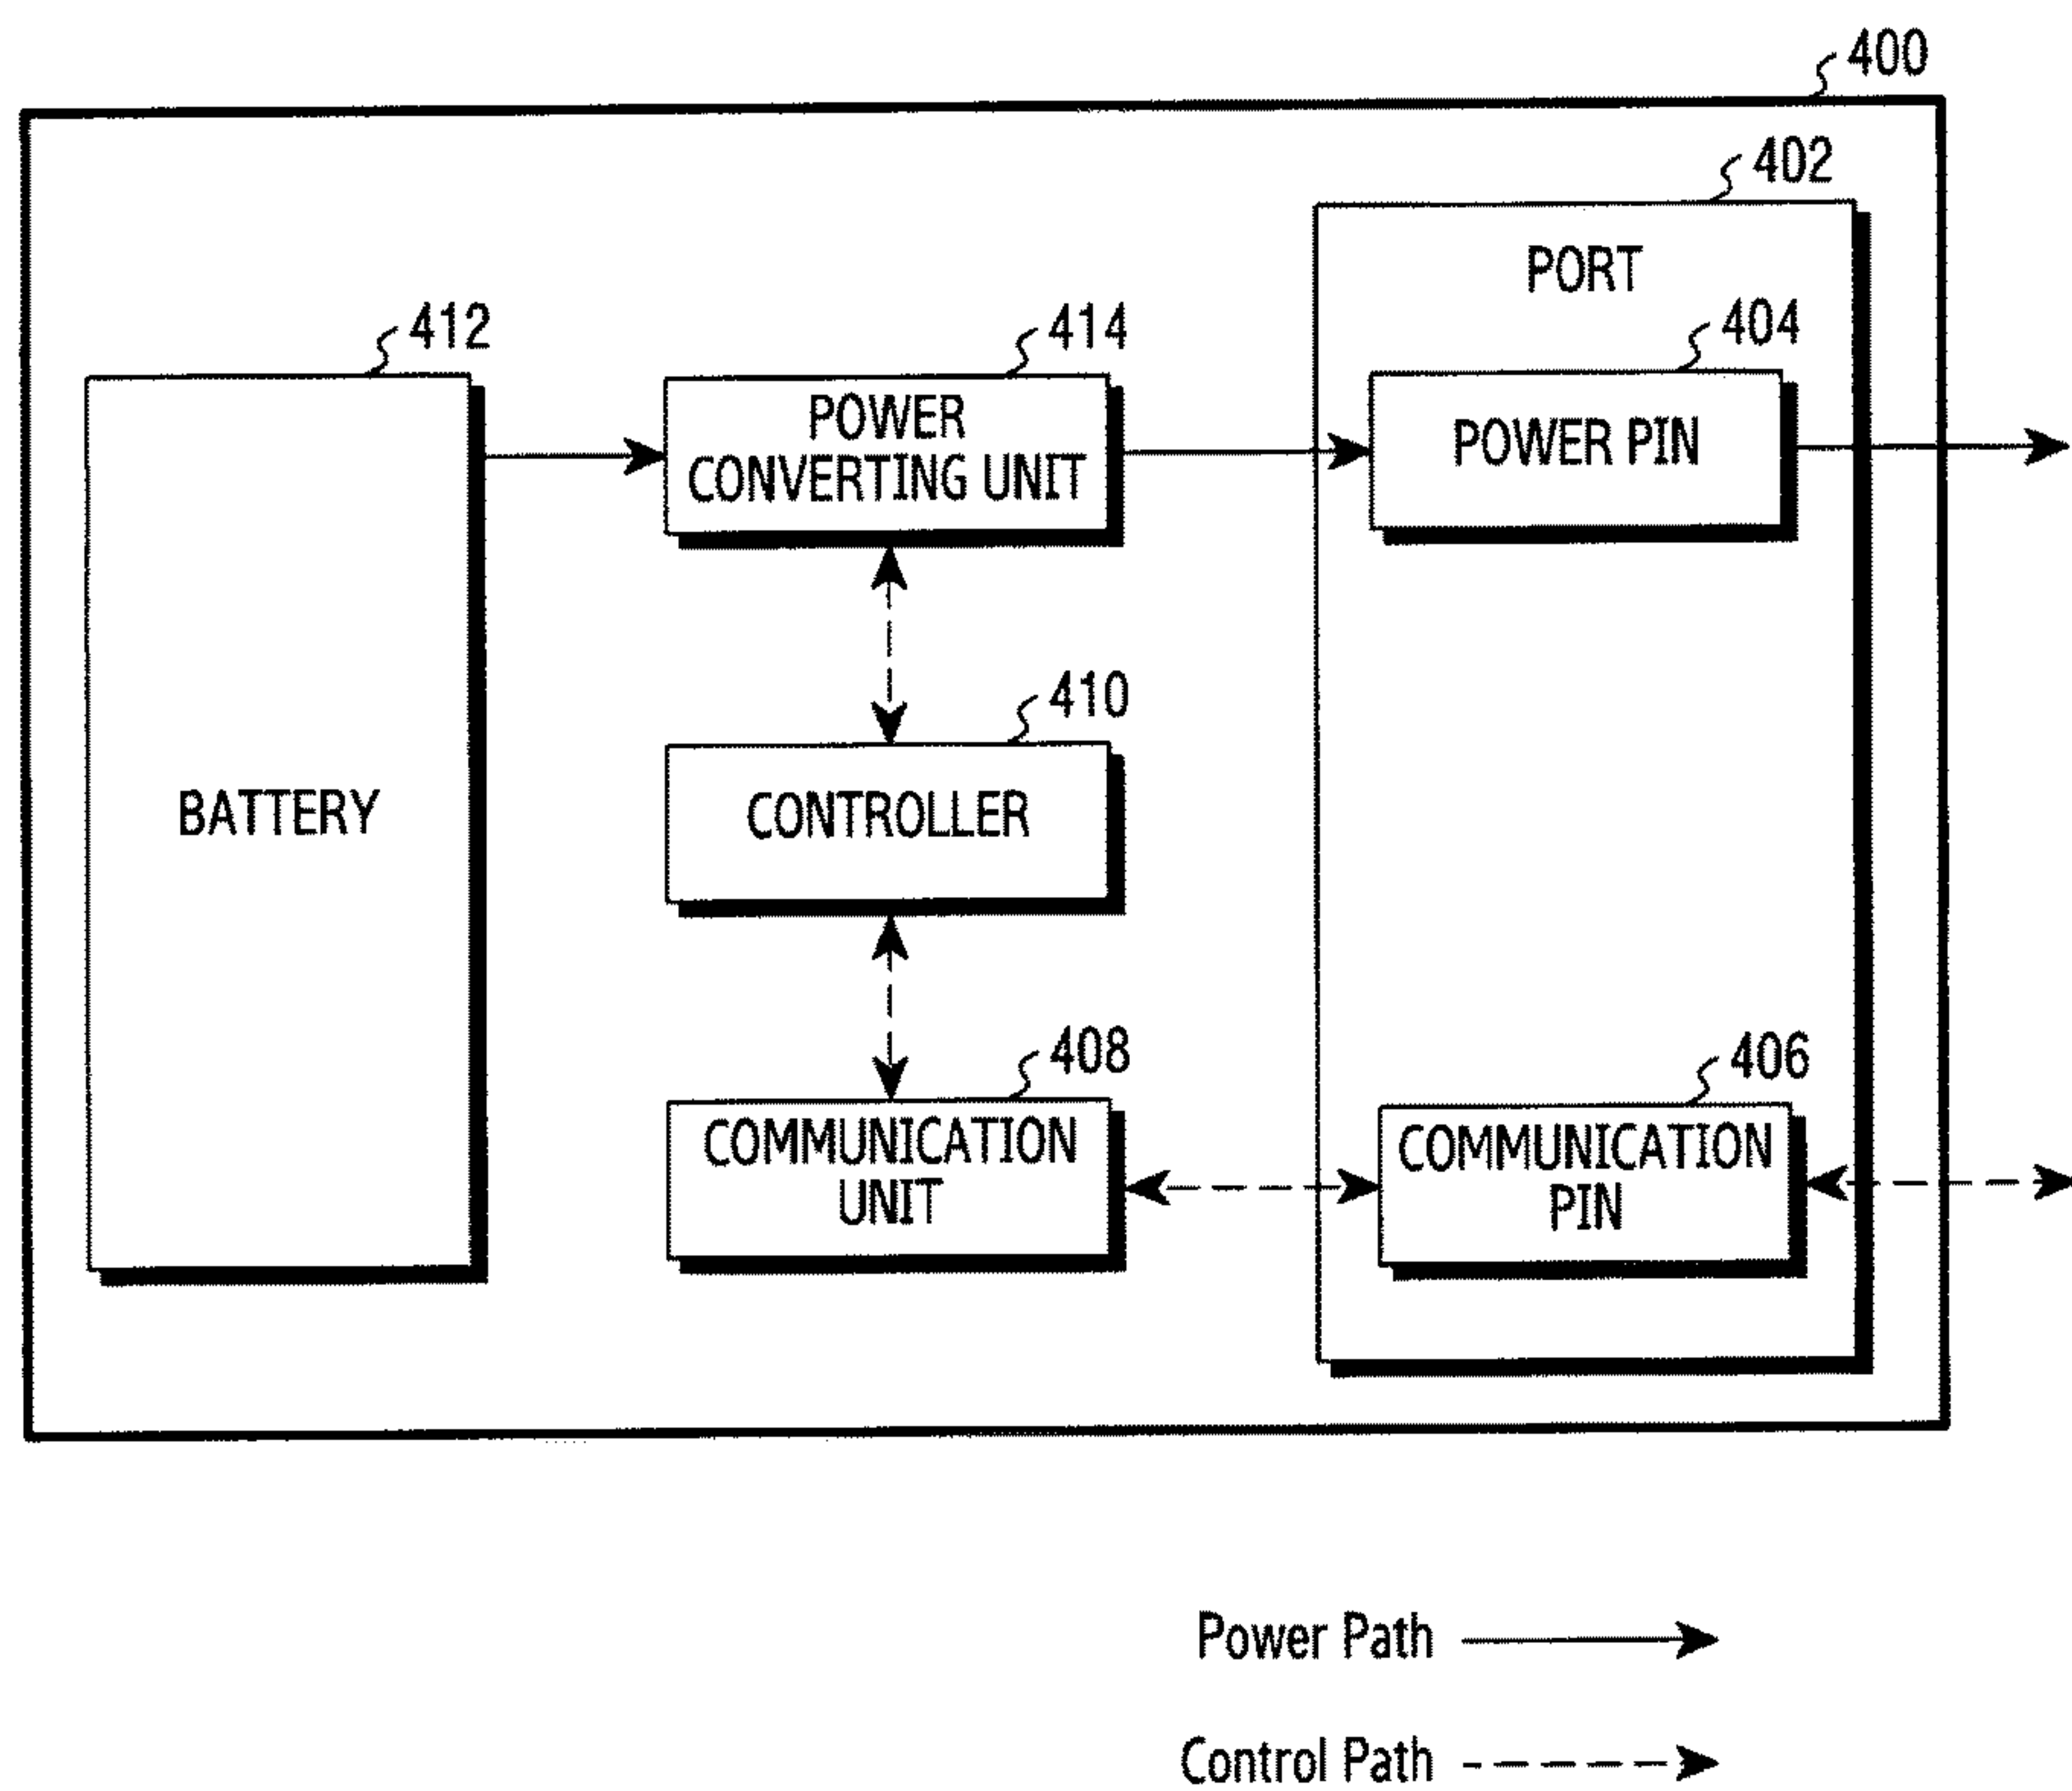 400
402
PORT
412
414
404
POWER
CONVERTING UNIT
POWER PIN
410
BATTERY
CONTROLLER
408
406
COMMUNICATION
UNIT
COMMUNICATION
PIN
Power Path
Control Path